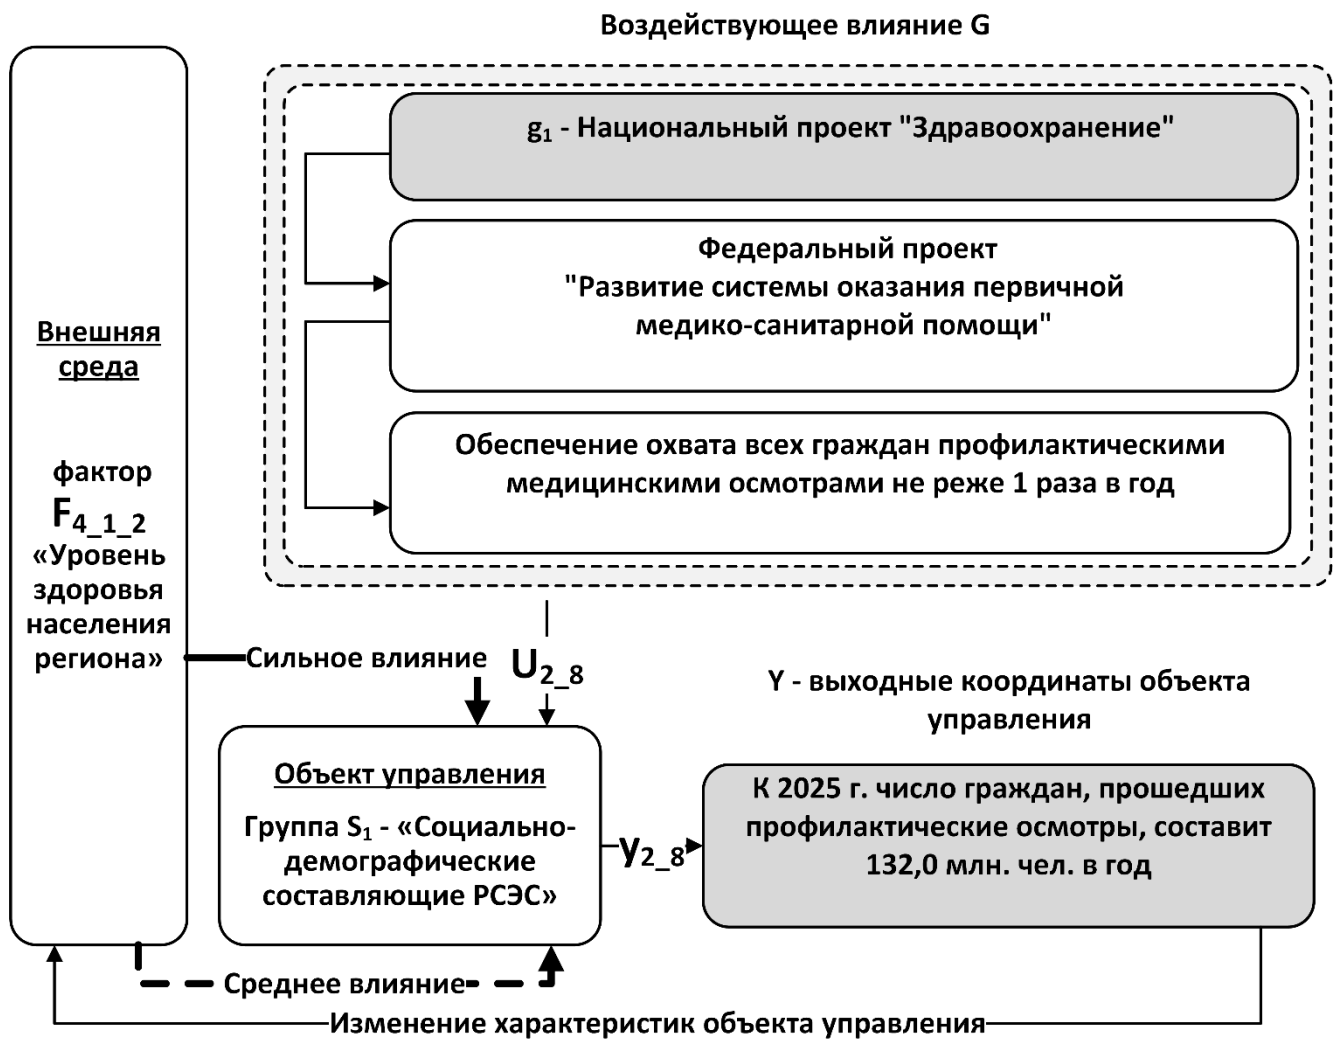 Воздействующее влияние G
g1 - Национальный проект "Здравоохранение"
Федеральный проект
"Развитие системы оказания первичной
медико-санитарной помощи"
Обеспечение охвата всех граждан профилактическими
медицинскими осмотрами не реже 1 раза в год
Внешняя
среда
фактор
F4_1_2
«Уровень
здоровья
населения
региона»
Сильное влияние
U2_8
Y - выходные координаты объекта
управления
Объект управления
Группа S1 - «Социально-
демографические
составляющие РСЭС»
y2_8
К 2025 г. число граждан, прошедших
профилактические осмотры, составит
132,0 млн. чел. в год
Среднее влияние
Изменение характеристик объекта управления